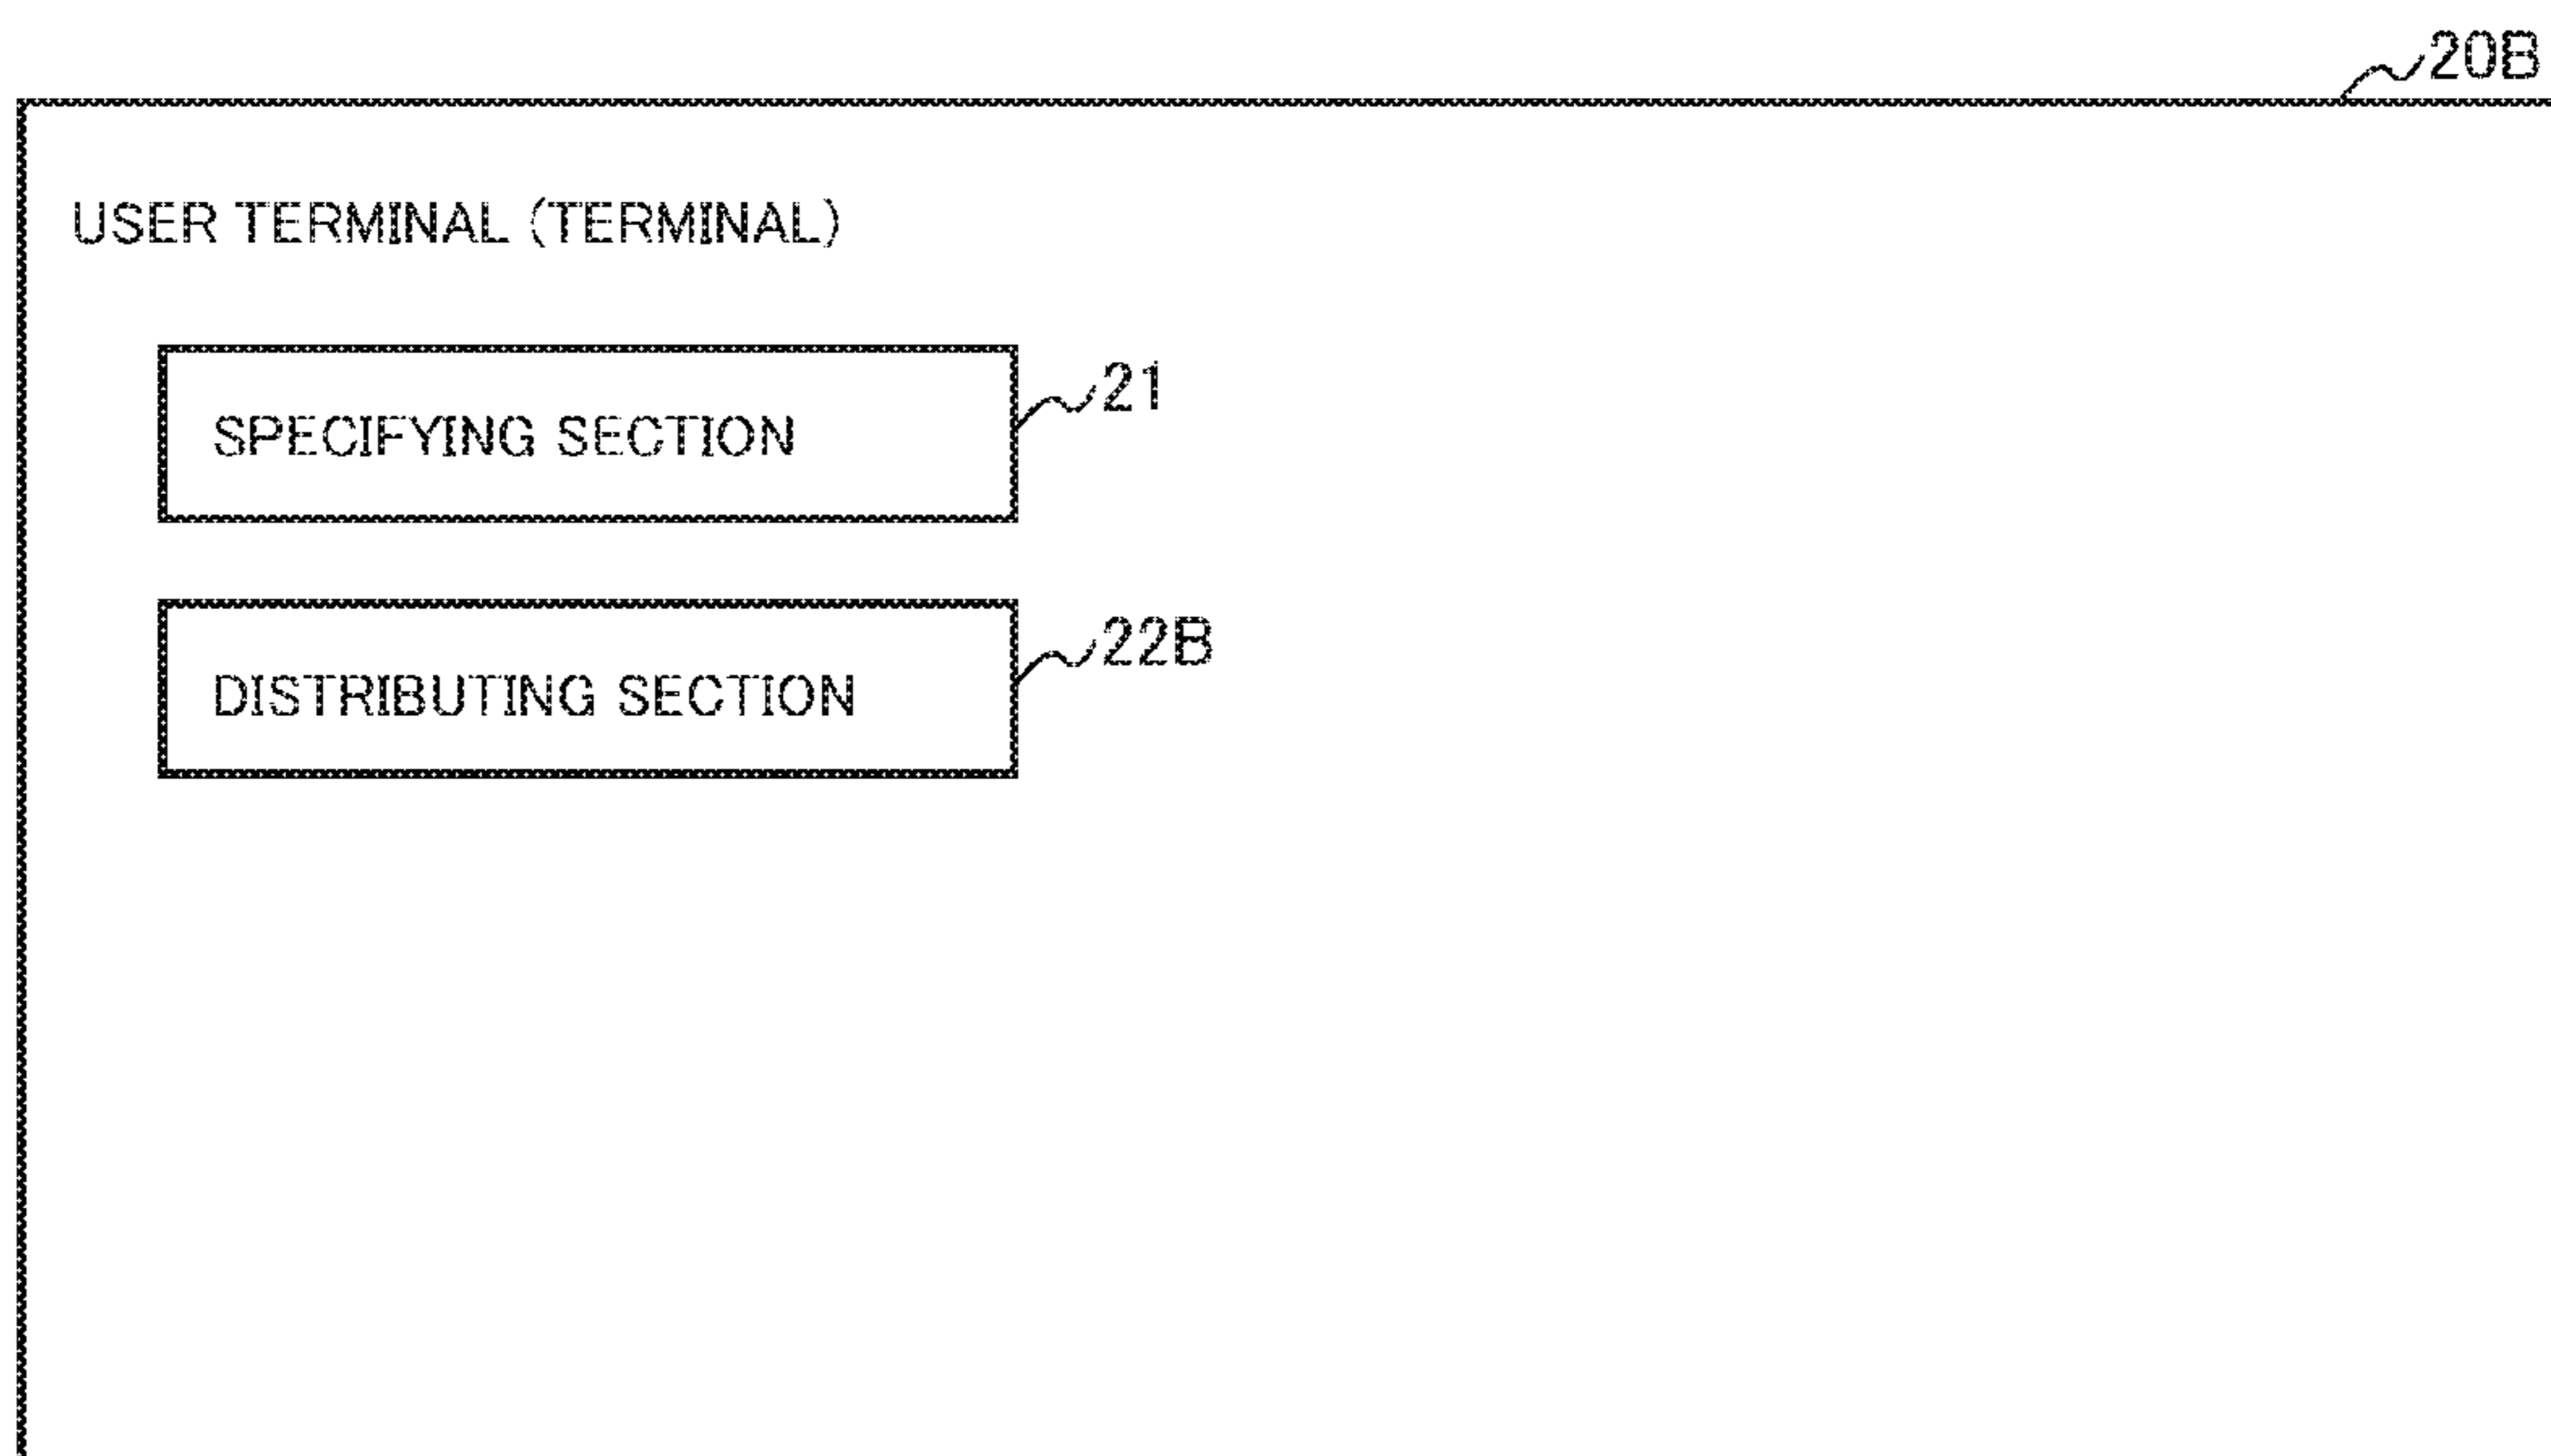 20B
USER TERMINAL (TERMINAL)
21
SPECIFYING SECTION
22B
DISTRIBUTING SECTION